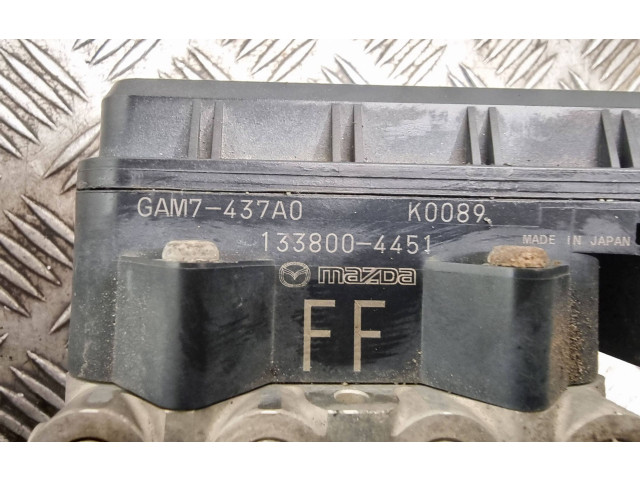 GAM7-437A0 K0089
133800-4451 MADE IN JAPAN
mazda
FF